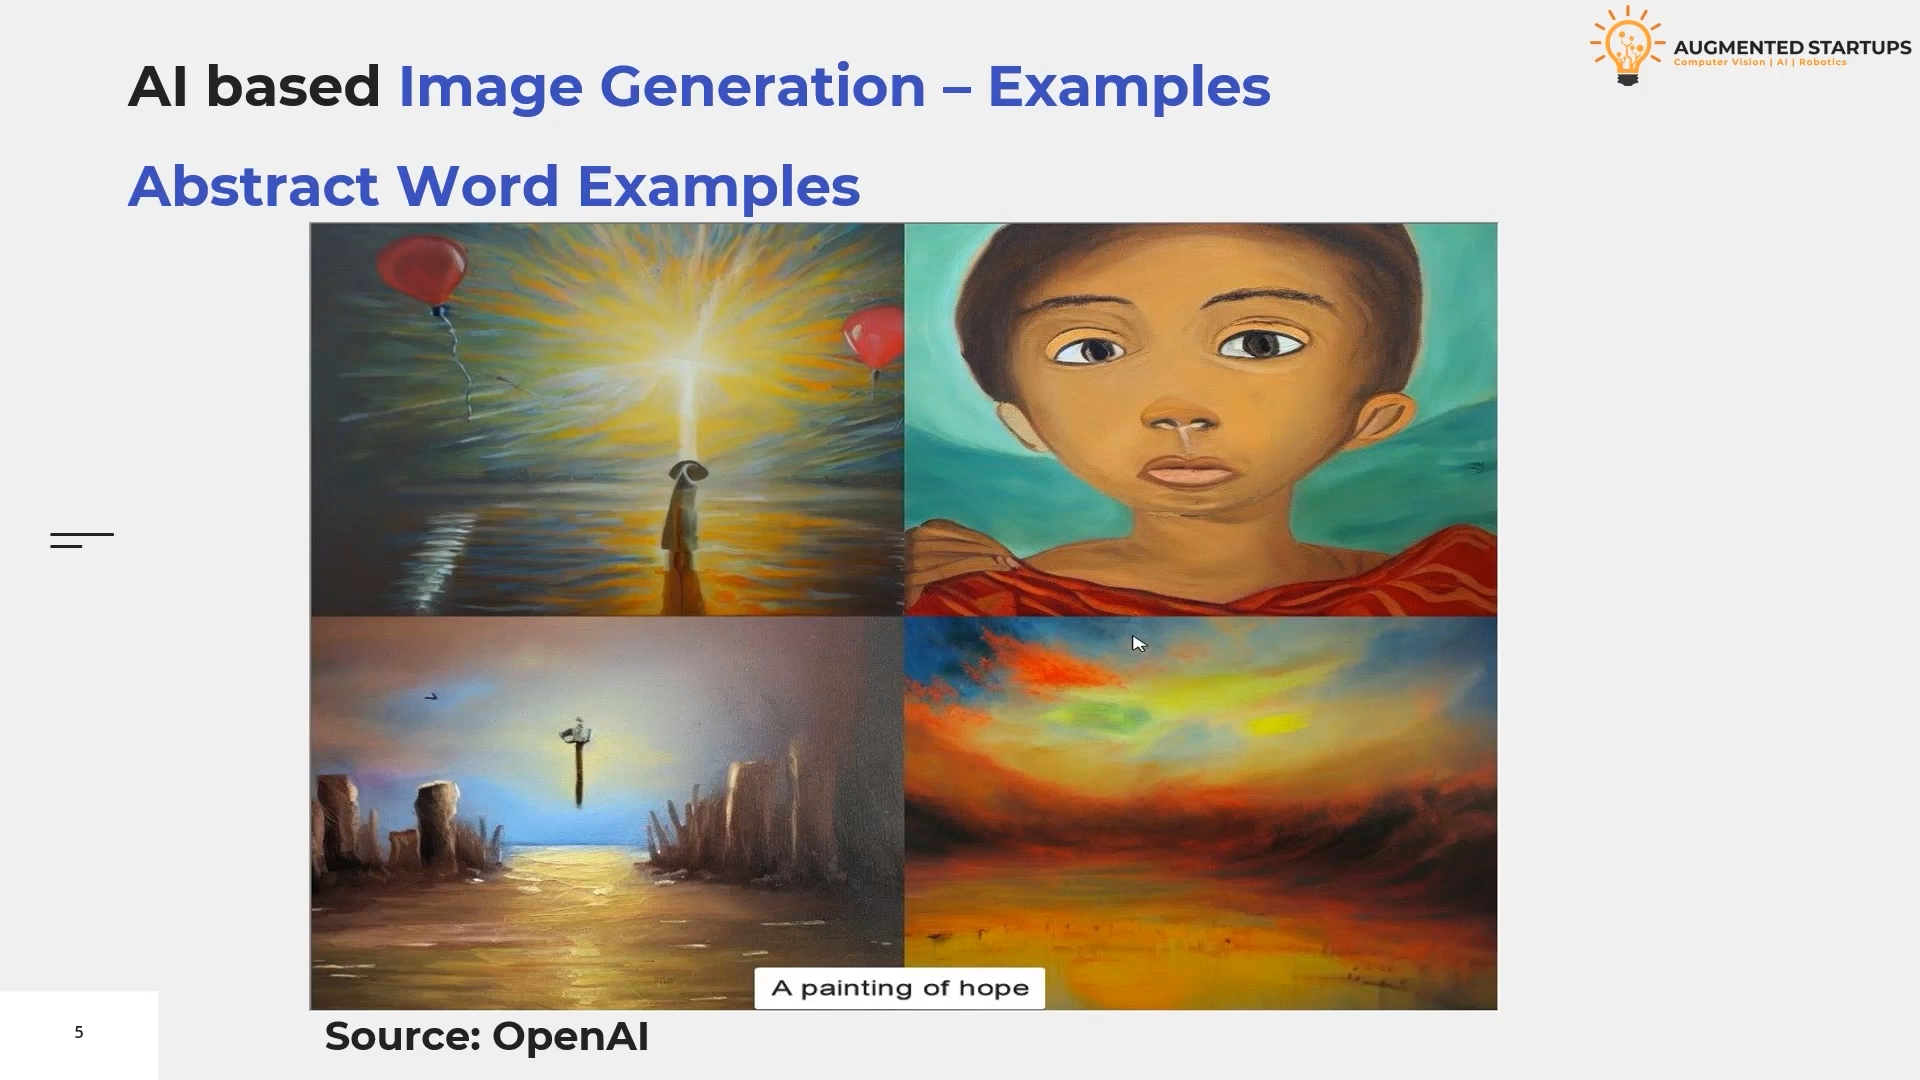 AUGMENTED STARTUPS
Computer Vision | AI | Robotics
AI based Image Generation – Examples
Abstract Word Examples
A painting of hope
Source: OpenAI
5